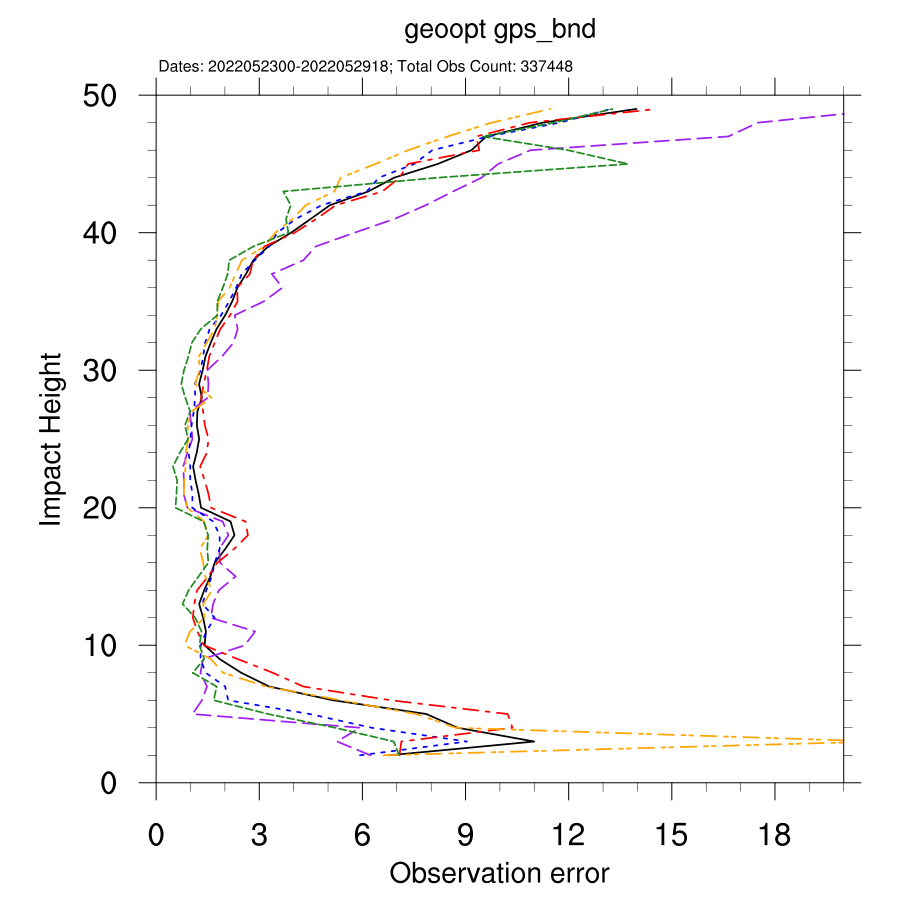 geoopt gps_bnd
Dates: 2022052300-2022052918; Total Obs Count: 337448
50
40
30
20
10
0
Impact Height
0 3 6 9 12 15 18
Observation error